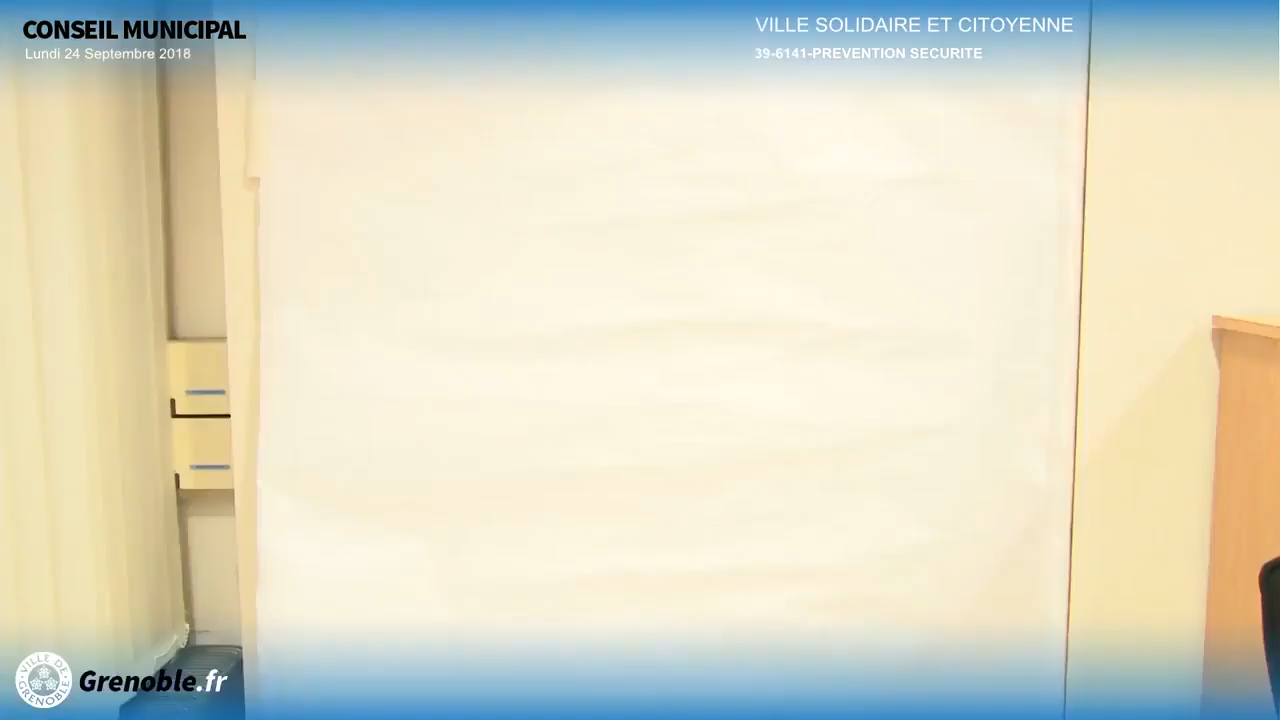 CONSEIL MUNICIPAL
Lundi 24 Septembre 2018
VILLE SOLIDAIRE ET CITOYENNE
39-6141-PREVENTION SECURITE
VILLE DE
GRENOBLE
Grenoble.fr